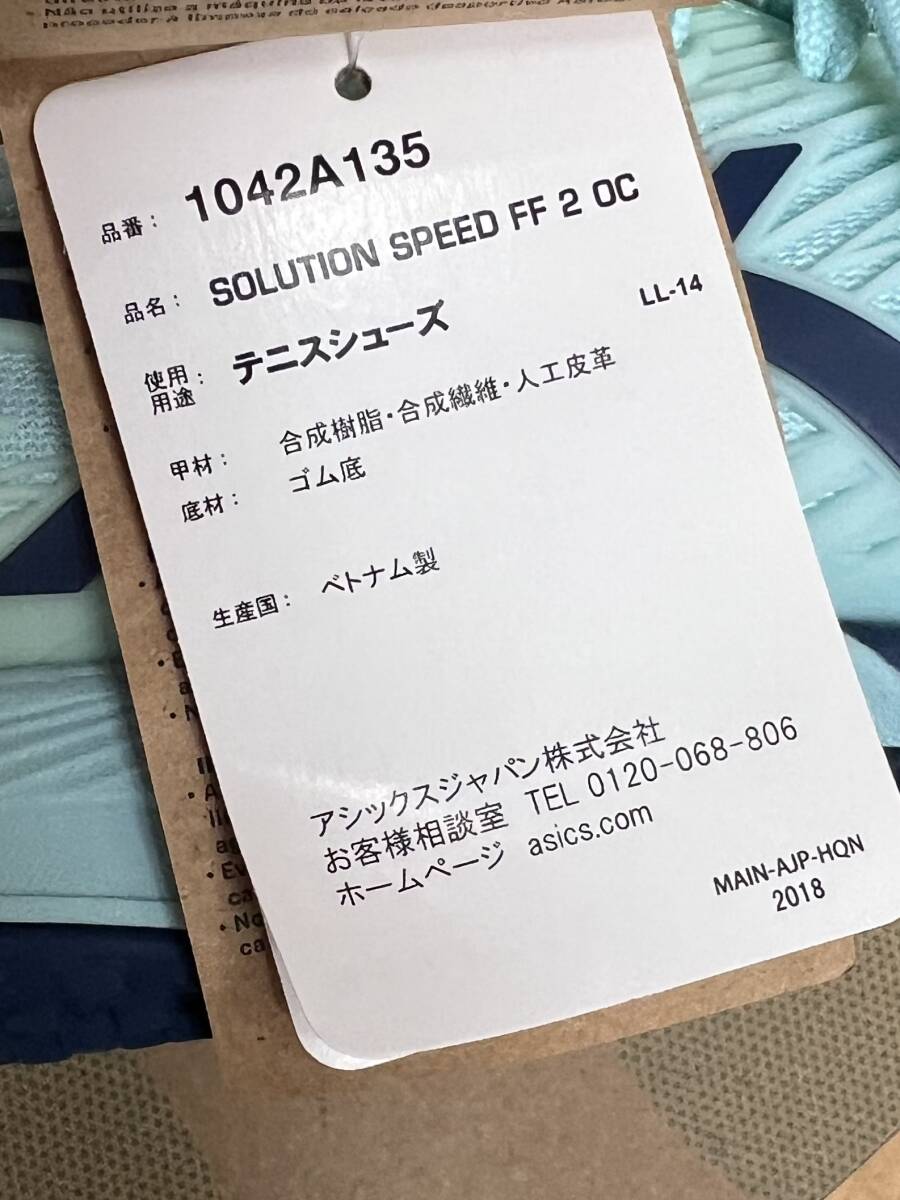 • Não utilize a máquina
品番： 1042A135
品名： SOLUTION SPEED FF 2 OC
LL-14
使用用途： テニスシューズ
甲材： 合成樹脂・合成繊維・人工皮革
底材： ゴム底
生産国： ベトナム製
アシックスジャパン株式会社
お客様相談室 TEL 0120-068-806
ホームページ asics.com
MAIN-AJP-HQN
2018